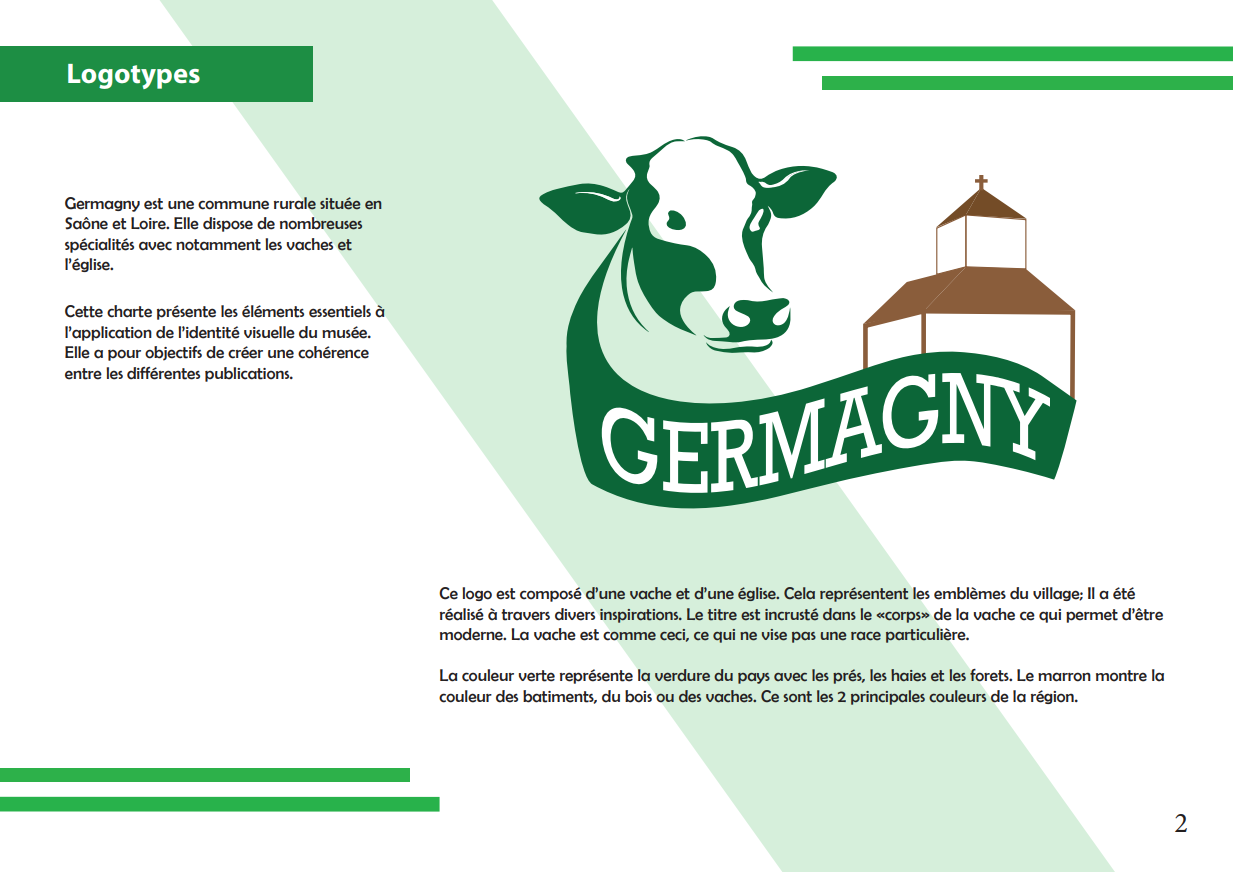 Logotypes
Germagny est une commune rurale située en
Saône et Loire. Elle dispose de nombreuses
spécialités avec notamment les vaches et
l'église.
Cette charte présente les éléments essentiels à
l'application de l'identité visuelle du musée.
Elle a pour objectifs de créer une cohérence
entre les différentes publications.
GERMAGNY
Ce logo est composé d'une vache et d'une église. Cela représentent les emblèmes du village; Il a été
réalisé à travers divers inspirations. Le titre est incrusté dans le «corps» de la vache ce qui permet d'être
moderne. La vache est comme ceci, ce qui ne vise pas une race particulière.
La couleur verte représente la verdure du pays avec les prés, les haies et les forets. Le marron montre la
couleur des batiments, du bois ou des vaches. Ce sont les 2 principales couleurs de la région.
2